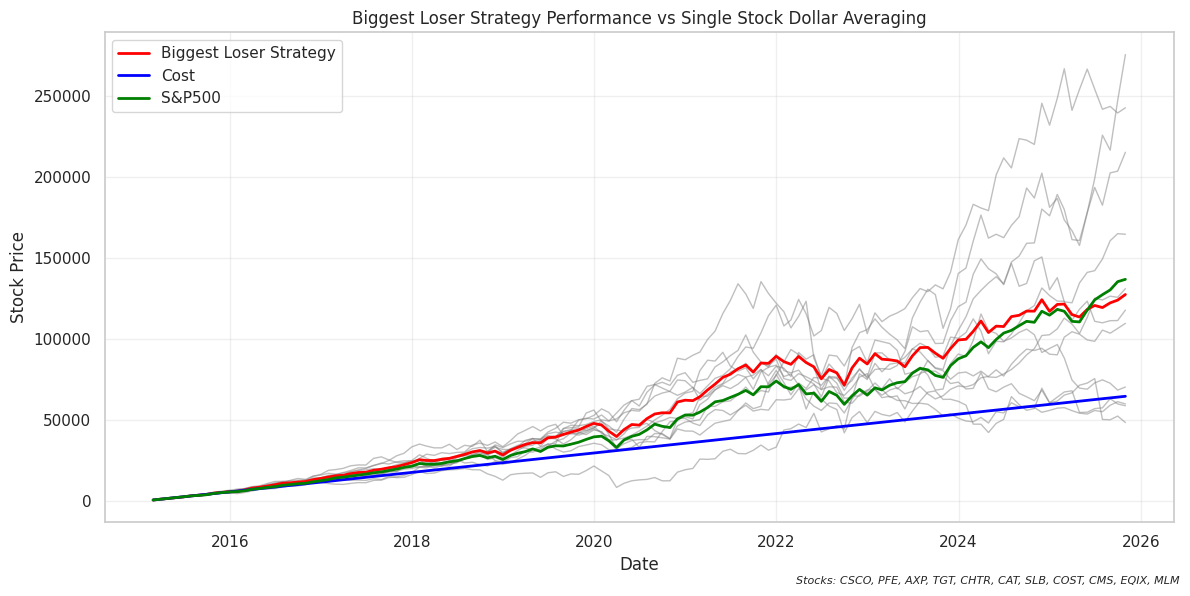 Biggest Loser Strategy Performance vs Single Stock Dollar Averaging
Biggest Loser Strategy
Cost
S&P500
Stock Price
250000
200000
150000
100000
50000
0
2016
2018
2020
2022
2024
2026
Date
Stocks: CSCO, PFE, AXP, TGT, CHTR, CAT, SLB, COST, CMS, EQIX, MLM